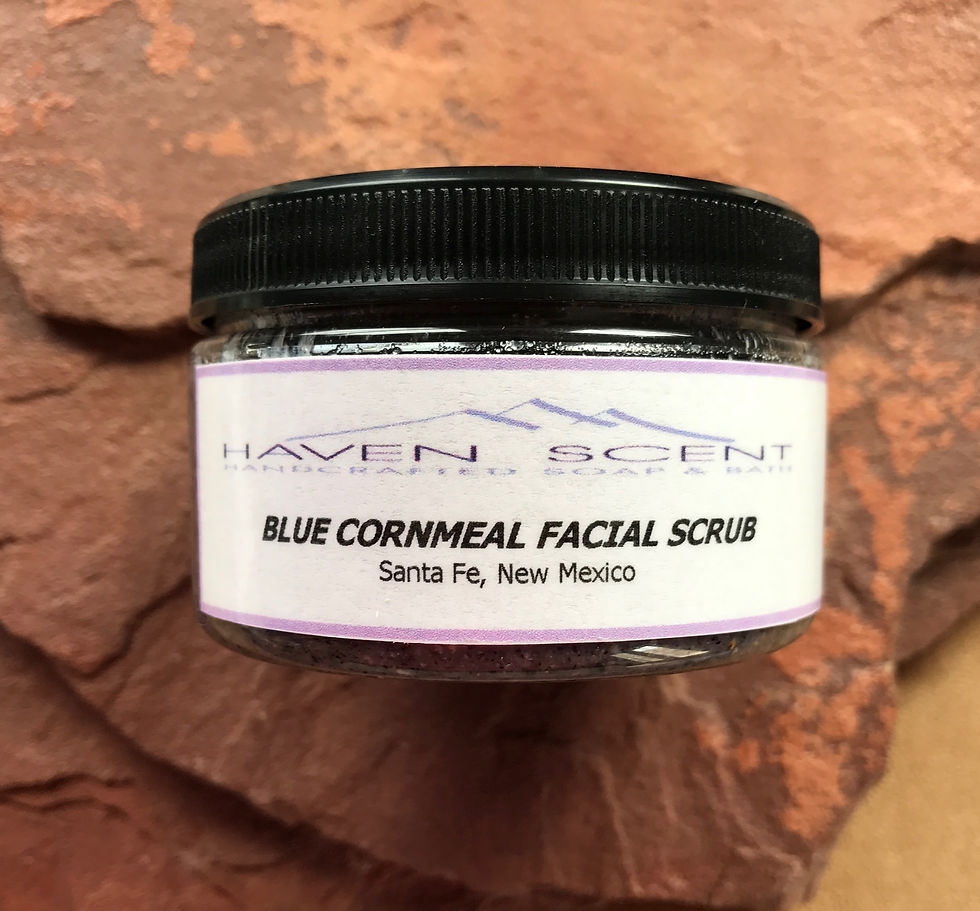 HAVEN SCENT
HANDCRAFTED SOAP & BATH
BLUE CORNMEAL FACIAL SCRUB
Santa Fe, New Mexico